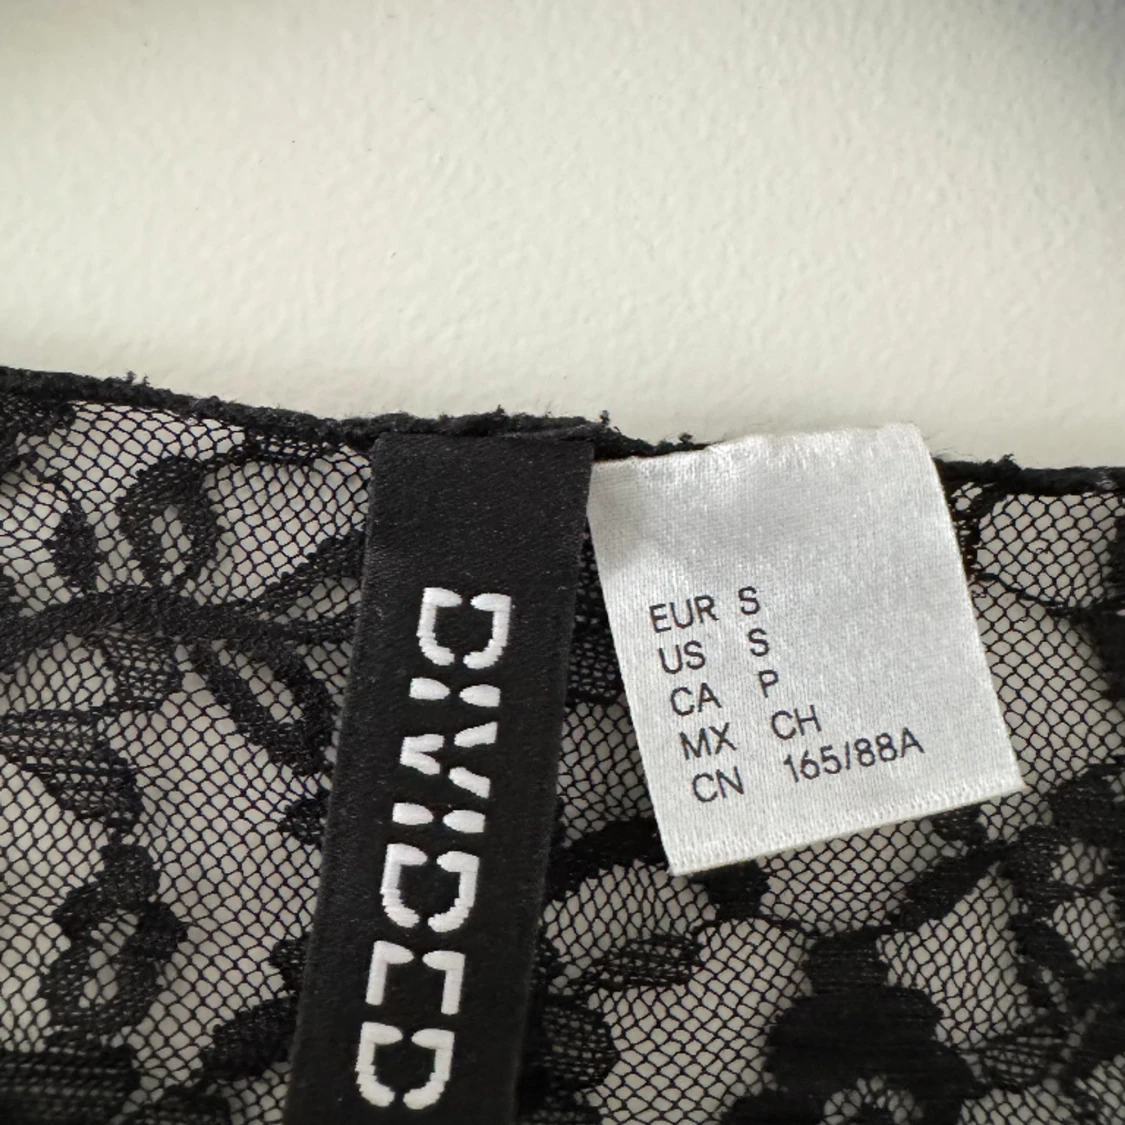 DIVIDED
EUR S
US S
CA P
MX CH
CN 165/88A